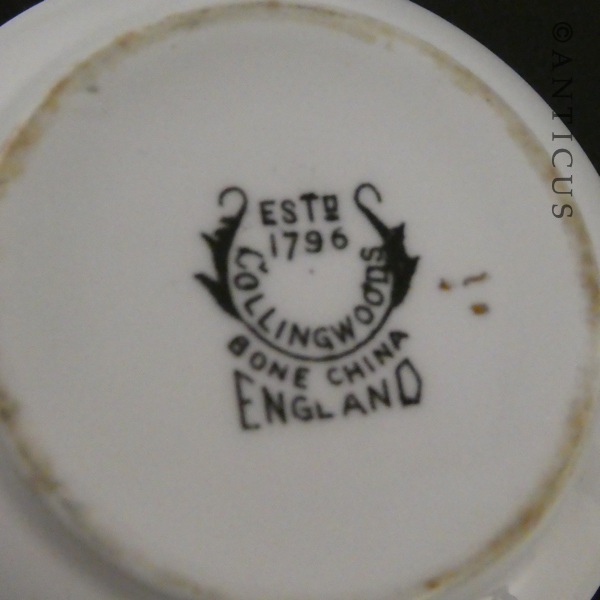 ESTD
1796
COLLINGWOODS
BONE CHINA
ENGLAND
©ANTICUS